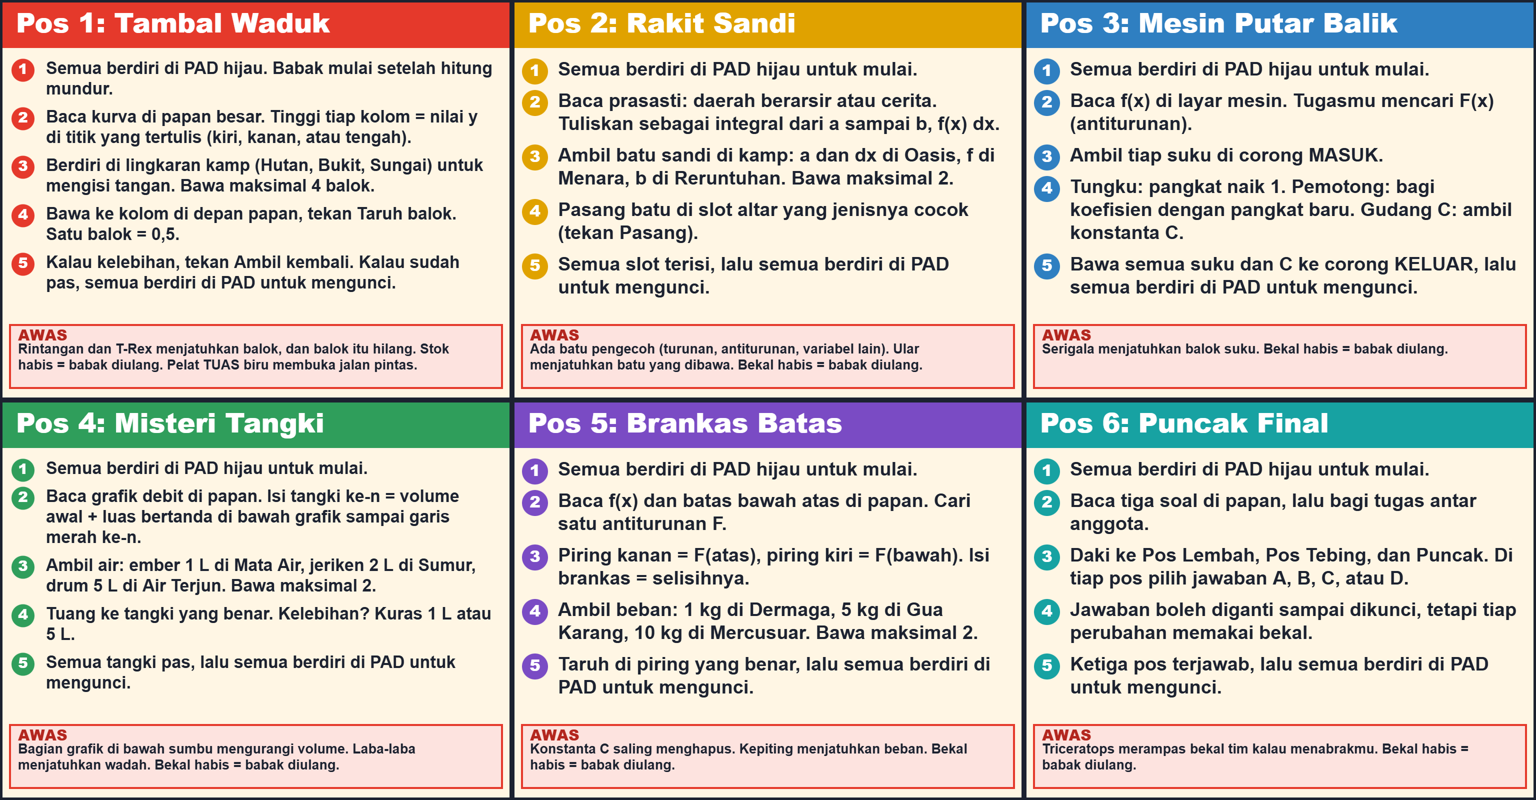 Pos 1: Tambal Waduk
1 Semua berdiri di PAD hijau. Babak mulai setelah hitung
mundur.
2 Baca kurva di papan besar. Tinggi tiap kolom = nilai y
di titik yang tertulis (kiri, kanan, atau tengah).
3 Berdiri di lingkaran kamp (Hutan, Bukit, Sungai) untuk
mengisi tangan. Bawa maksimal 4 balok.
4 Bawa ke kolom di depan papan, tekan Taruh balok.
Satu balok = 0,5.
5 Kalau kelebihan, tekan Ambil kembali. Kalau sudah
pas, semua berdiri di PAD untuk mengunci.
AWAS
Rintangan dan T-Rex menjatuhkan balok, dan balok itu hilang. Stok
habis = babak diulang. Pelat TUAS biru membuka jalan pintas.
Pos 2: Rakit Sandi
1 Semua berdiri di PAD hijau untuk mulai.
2 Baca prasasti: daerah berarsir atau cerita.
Tuliskan sebagai integral dari a sampai b, f(x) dx.
3 Ambil batu sandi di kamp: a dan dx di Oasis, f di
Menara, b di Reruntuhan. Bawa maksimal 2.
4 Pasang batu di slot altar yang jenisnya cocok
(tekan Pasang).
5 Semua slot terisi, lalu semua berdiri di PAD
untuk mengunci.
AWAS
Ada batu pengecoh (turunan, antiturunan, variabel lain). Ular
menjatuhkan batu yang dibawa. Bekal habis = babak diulang.
Pos 3: Mesin Putar Balik
1 Semua berdiri di PAD hijau untuk mulai.
2 Baca f(x) di layar mesin. Tugasmu mencari F(x)
(antiturunan).
3 Ambil tiap suku di corong MASUK.
4 Tungku: pangkat naik 1. Pemotong: bagi
koefisien dengan pangkat baru. Gudang C: ambil
konstanta C.
5 Bawa semua suku dan C ke corong KELUAR, lalu
semua berdiri di PAD untuk mengunci.
AWAS
Serigala menjatuhkan balok suku. Bekal habis = babak diulang.
Pos 4: Misteri Tangki
1 Semua berdiri di PAD hijau untuk mulai.
2 Baca grafik debit di papan. Isi tangki ke-n = volume
awal + luas bertanda di bawah grafik sampai garis
merah ke-n.
3 Ambil air: ember 1 L di Mata Air, jeriken 2 L di Sumur,
drum 5 L di Air Terjun. Bawa maksimal 2.
4 Tuang ke tangki yang benar. Kelebihan? Kuras 1 L atau
5 L.
5 Semua tangki pas, lalu semua berdiri di PAD untuk
mengunci.
AWAS
Bagian grafik di bawah sumbu mengurangi volume. Laba-laba
menjatuhkan wadah. Bekal habis = babak diulang.
Pos 5: Brankas Batas
1 Semua berdiri di PAD hijau untuk mulai.
2 Baca f(x) dan batas bawah atas di papan. Cari
satu antiturunan F.
3 Piring kanan = F(atas), piring kiri = F(bawah). Isi
brankas = selisihnya.
4 Ambil beban: 1 kg di Dermaga, 5 kg di Gua
Karang, 10 kg di Mercusuar. Bawa maksimal 2.
5 Taruh di piring yang benar, lalu semua berdiri di
PAD untuk mengunci.
AWAS
Konstanta C saling menghapus. Kepiting menjatuhkan beban. Bekal
habis = babak diulang.
Pos 6: Puncak Final
1 Semua berdiri di PAD hijau untuk mulai.
2 Baca tiga soal di papan, lalu bagi tugas antar
anggota.
3 Daki ke Pos Lembah, Pos Tebing, dan Puncak. Di
tiap pos pilih jawaban A, B, C, atau D.
4 Jawaban boleh diganti sampai dikunci, tetapi tiap
perubahan memakai bekal.
5 Ketiga pos terjawab, lalu semua berdiri di PAD
untuk mengunci.
AWAS
Triceratops merampas bekal tim kalau menabrakmu. Bekal habis =
babak diulang.